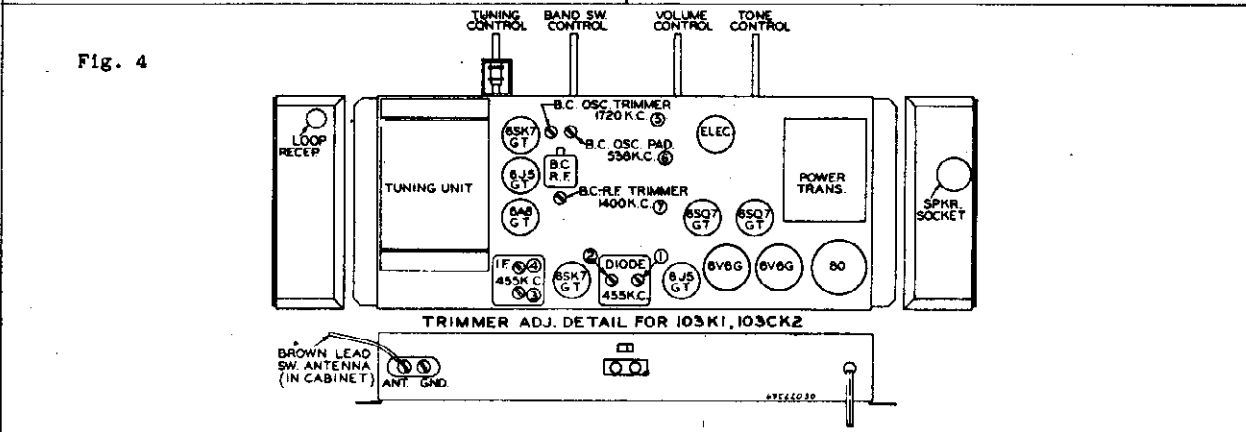 Fig. 4
TUNING CONTROL
BAND SW. CONTROL
VOLUME CONTROL
TONE CONTROL
LOOP RECEP
TUNING UNIT
6SK7 GT
6J5 GT
6A8 GT
B.C. OSC. TRIMMER 1720 K.C. 5
B.C. OSC. PAD. 538 K.C. 6
B.C. R.F.
B.C.-R.F. TRIMMER 1400 K.C. 7
ELEC
POWER TRANS.
SPKR. SOCKET
6SQ7 GT
6SQ7 GT
I.F. 4
455 K.C.
3
6SK7 GT
2
DIODE
1
455 K.C.
6J5 GT
6V6G
6V6G
80
TRIMMER ADJ. DETAIL FOR 103K1, 103CK2
BROWN LEAD
SW. ANTENNA
(IN CABINET)
ANT. GND.